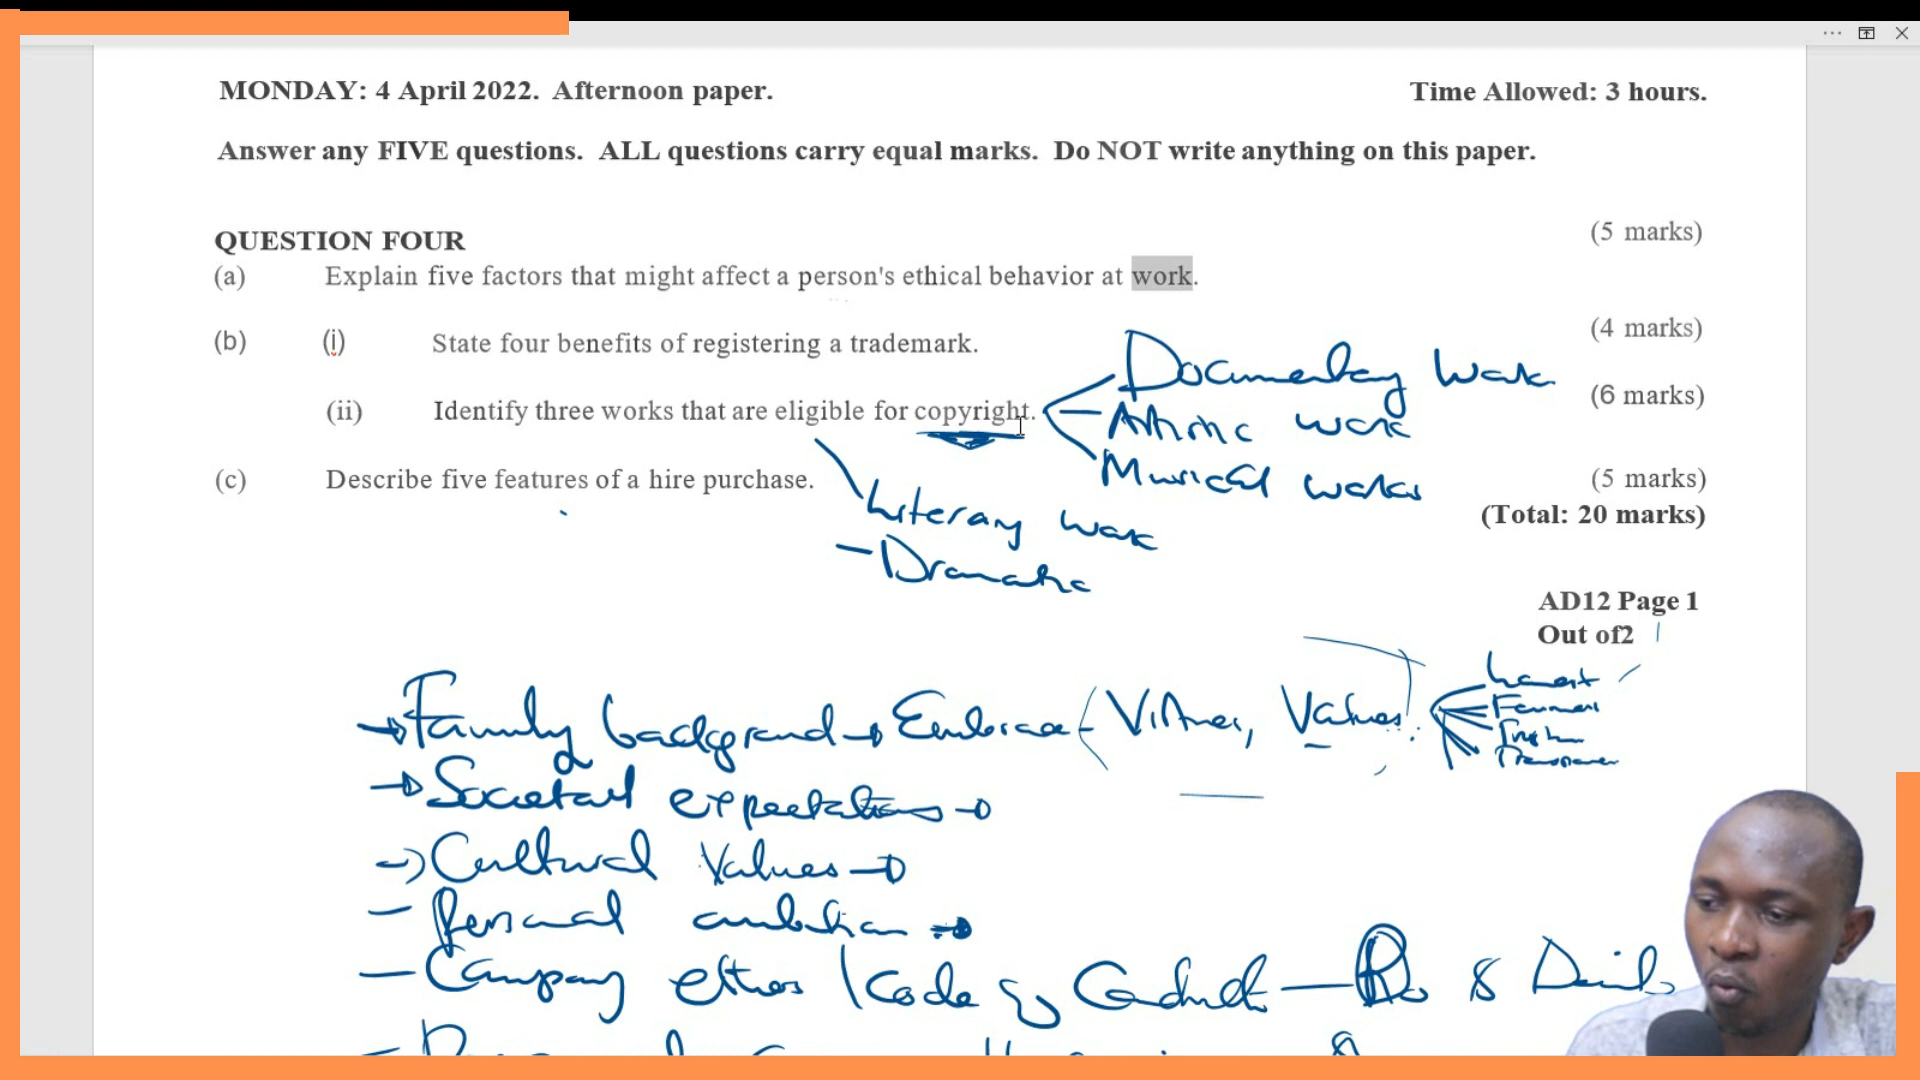 MONDAY: 4 April 2022. Afternoon paper. Time Allowed: 3 hours.
Answer any FIVE questions. ALL questions carry equal marks. Do NOT write anything on this paper.
(5 marks)
QUESTION FOUR
(a) Explain five factors that might affect a person's ethical behavior at work.
(4 marks)
(b) (i) State four benefits of registering a trademark.
Documentary work
(6 marks)
(ii) Identify three works that are eligible for copyright.
Artistic work
Musical works
(c) Describe five features of a hire purchase. (5 marks)
(Total: 20 marks)
Literary work
Dramatic
AD12 Page 1
Out of2
Family background Embrace (Virtues, Values)
Societal expectations
Cultural Values
Personal ambition
Company ethos / Code of Conduct - Do &